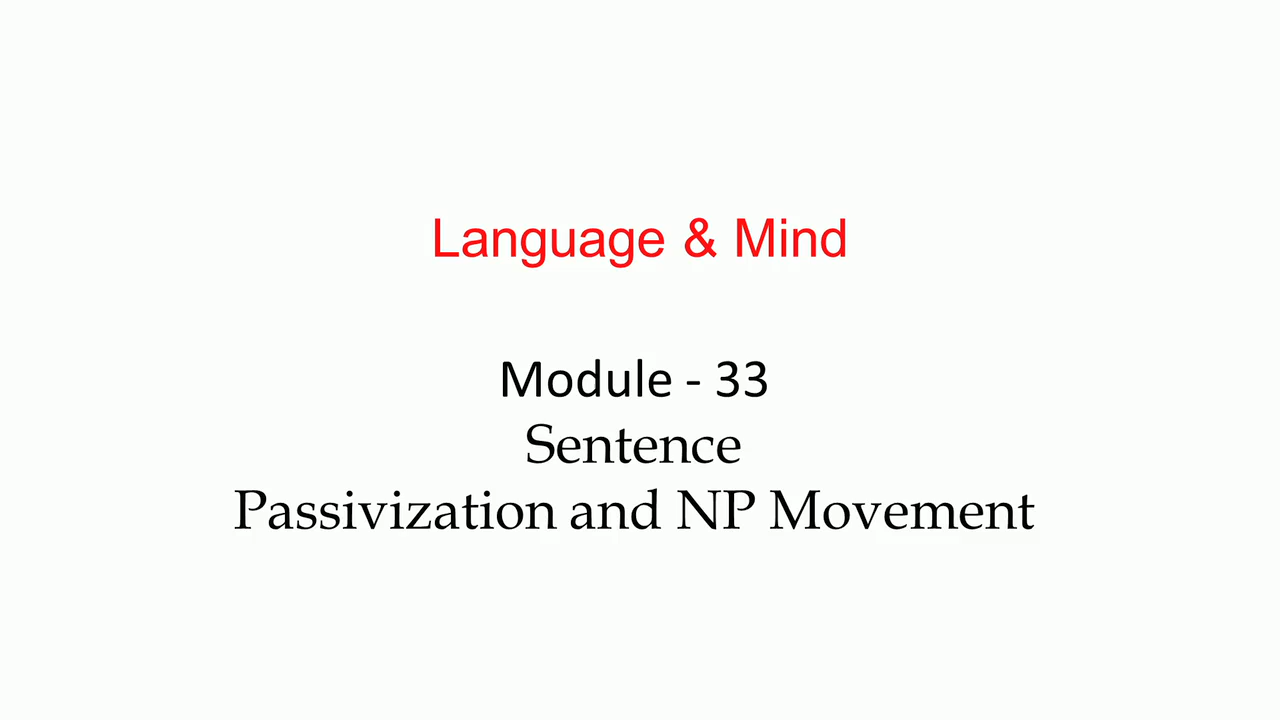 Language & Mind
Module - 33
Sentence
Passivization and NP Movement